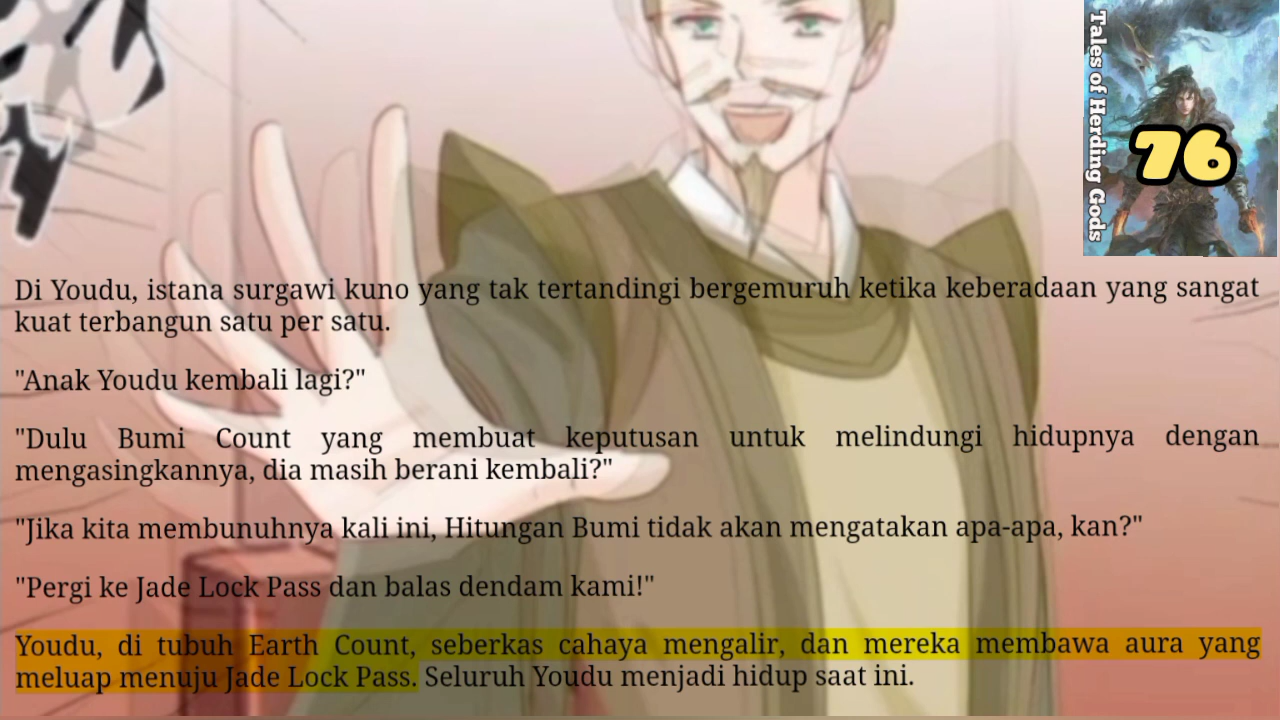 Tales of Herding Gods
76
Di Youdu, istana surgawi kuno yang tak tertandingi bergemuruh ketika keberadaan yang sangat
kuat terbangun satu per satu.
"Anak Youdu kembali lagi?"
"Dulu Bumi Count yang membuat keputusan untuk melindungi hidupnya dengan
mengasingkannya, dia masih berani kembali?"
"Jika kita membunuhnya kali ini, Hitungan Bumi tidak akan mengatakan apa-apa, kan?"
"Pergi ke Jade Lock Pass dan balas dendam kami!"
Youdu, di tubuh Earth Count, seberkas cahaya mengalir, dan mereka membawa aura yang
meluap menuju Jade Lock Pass. Seluruh Youdu menjadi hidup saat ini.